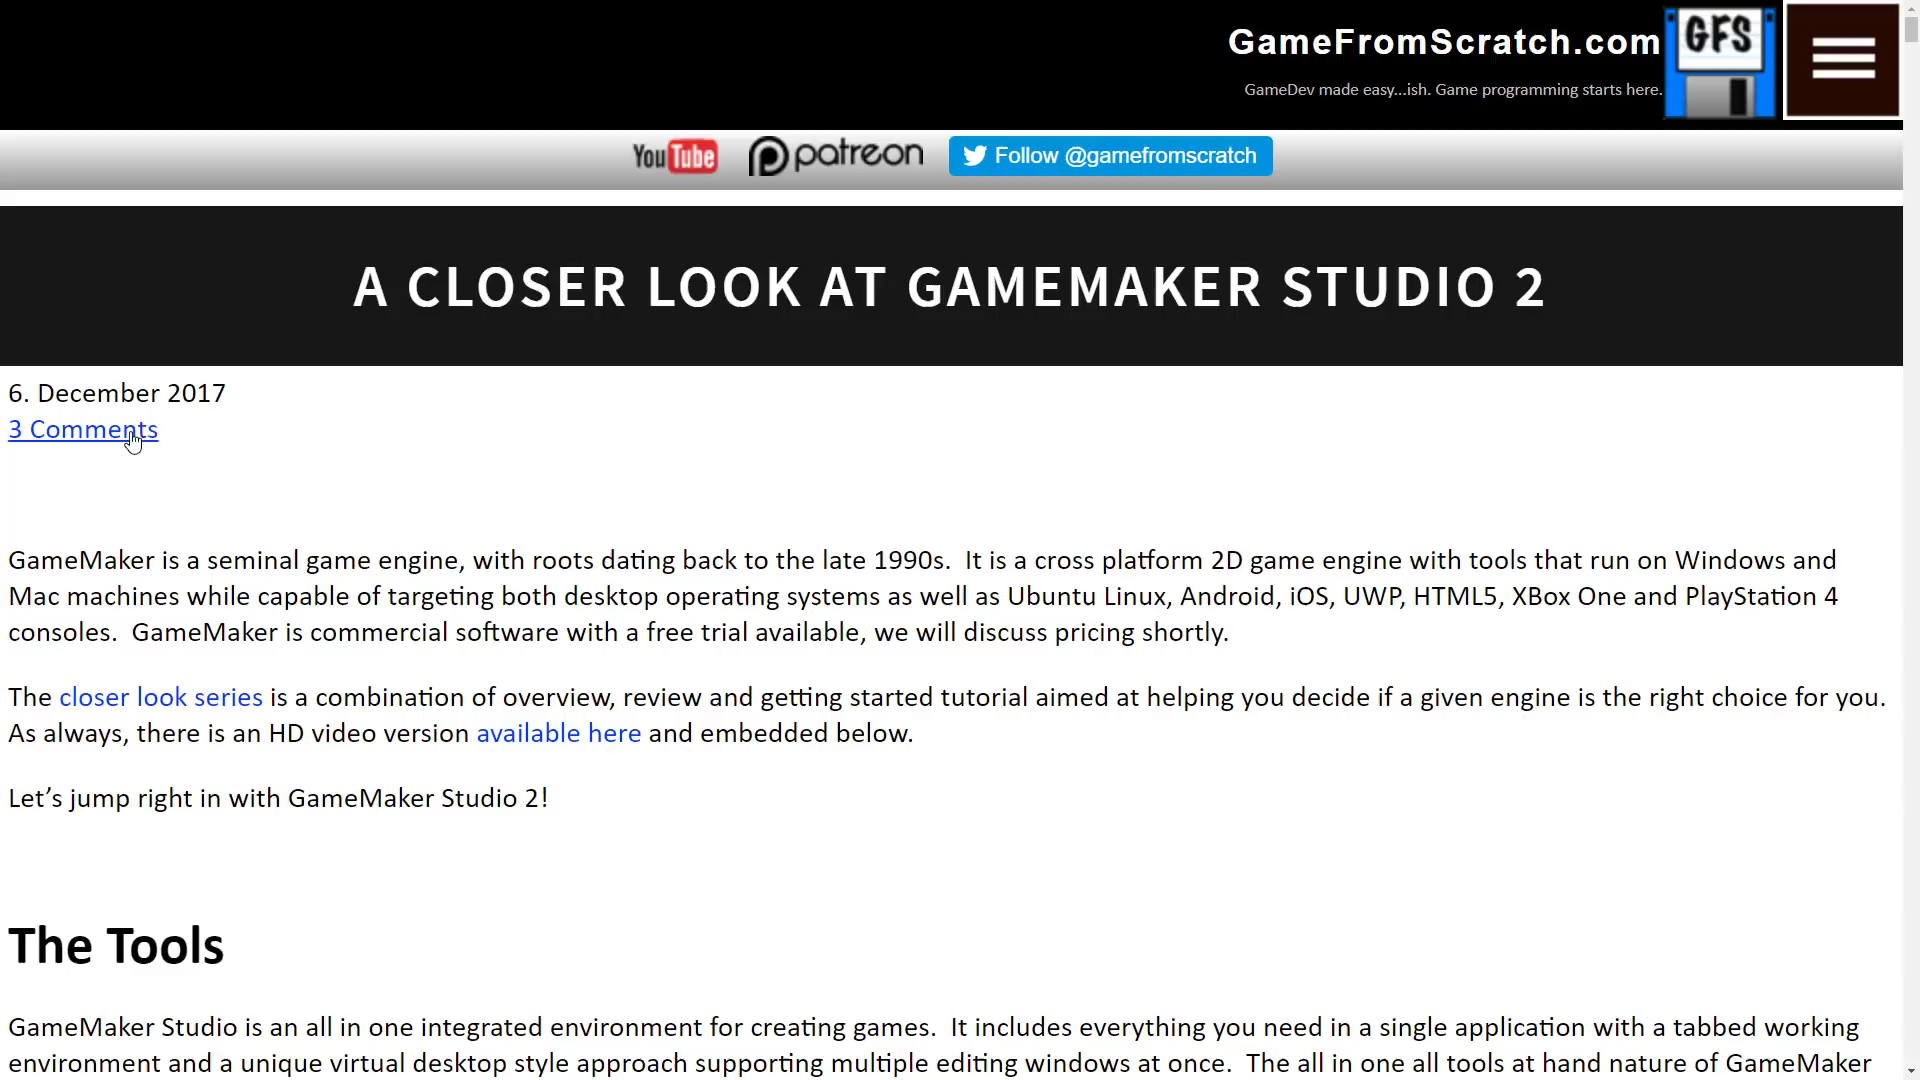 GameFromScratch.com
GFS
GameDev made easy...ish. Game programming starts here.
YouTube
patreon
Follow @gamefromscratch
A CLOSER LOOK AT GAMEMAKER STUDIO 2
6. December 2017
3 Comments
GameMaker is a seminal game engine, with roots dating back to the late 1990s.  It is a cross platform 2D game engine with tools that run on Windows and
Mac machines while capable of targeting both desktop operating systems as well as Ubuntu Linux, Android, iOS, UWP, HTML5, XBox One and PlayStation 4
consoles.  GameMaker is commercial software with a free trial available, we will discuss pricing shortly.
The closer look series is a combination of overview, review and getting started tutorial aimed at helping you decide if a given engine is the right choice for you.
As always, there is an HD video version available here and embedded below.
Let’s jump right in with GameMaker Studio 2!
The Tools
GameMaker Studio is an all in one integrated environment for creating games.  It includes everything you need in a single application with a tabbed working
environment and a unique virtual desktop style approach supporting multiple editing windows at once.  The all in one all tools at hand nature of GameMaker